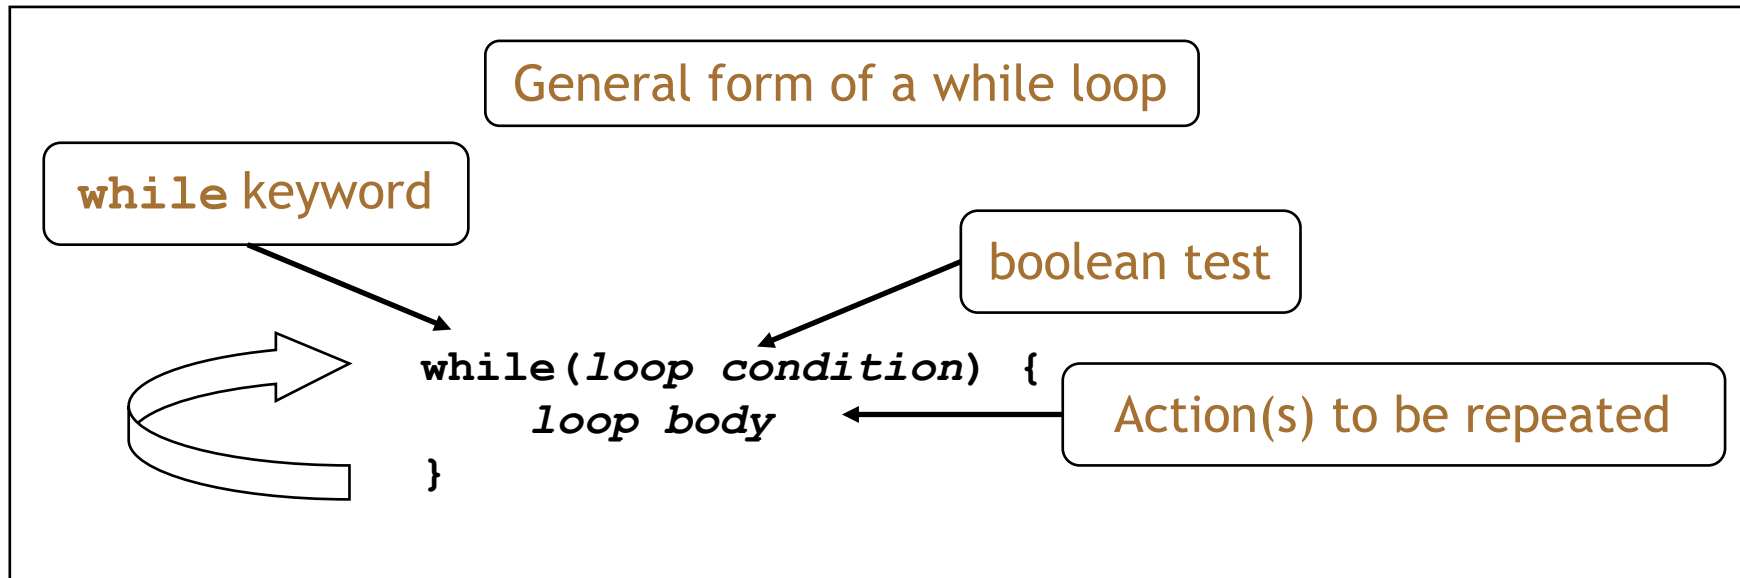 General form of a while loop
while keyword
boolean test
while(loop condition) {
loop body
Action(s) to be repeated
}